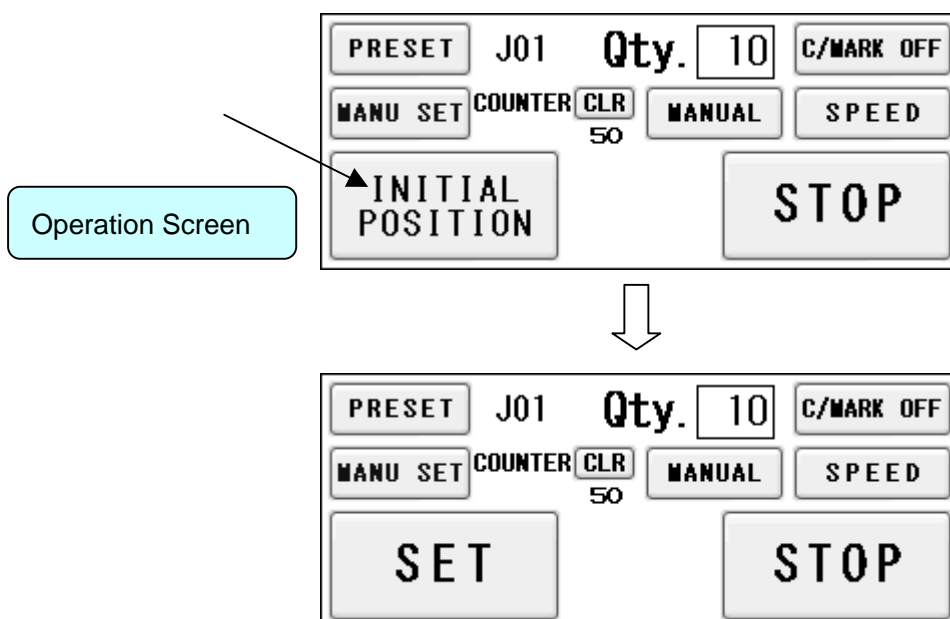 PRESET J01 Qty. 10 C/MARK OFF
MANU SET COUNTER CLR MANUAL SPEED
50
INITIAL
POSITION
STOP
Operation Screen
PRESET J01 Qty. 10 C/MARK OFF
MANU SET COUNTER CLR MANUAL SPEED
50
SET STOP